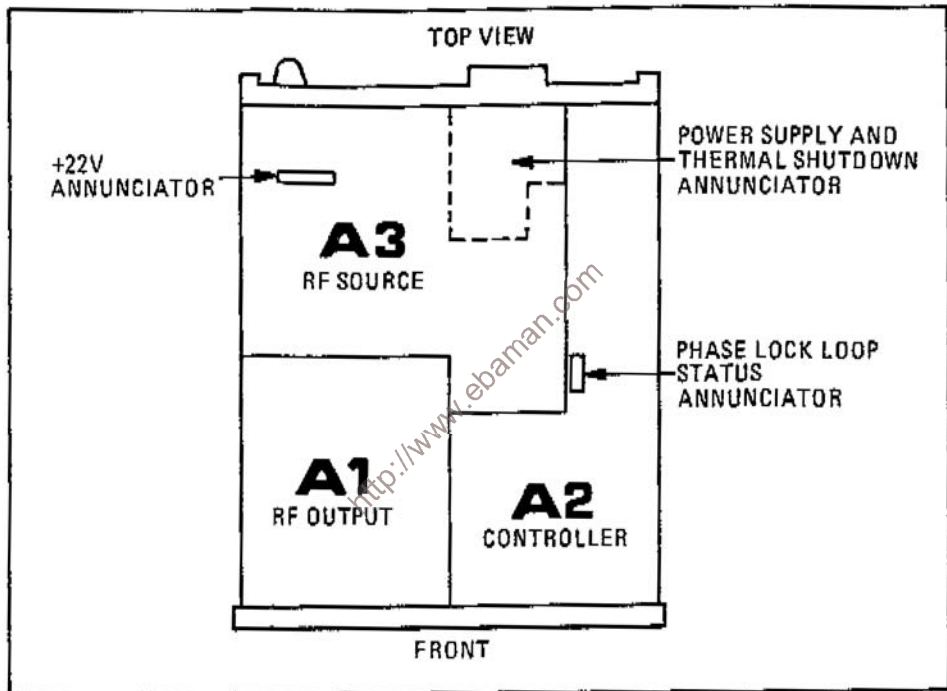 TOP VIEW
+22V
ANNUNCIATOR
POWER SUPPLY AND
THERMAL SHUTDOWN
ANNUNCIATOR
A3
RF SOURCE
PHASE LOCK LOOP
STATUS
ANNUNCIATOR
A1
RF OUTPUT
A2
CONTROLLER
FRONT
http://www.ebaman.com